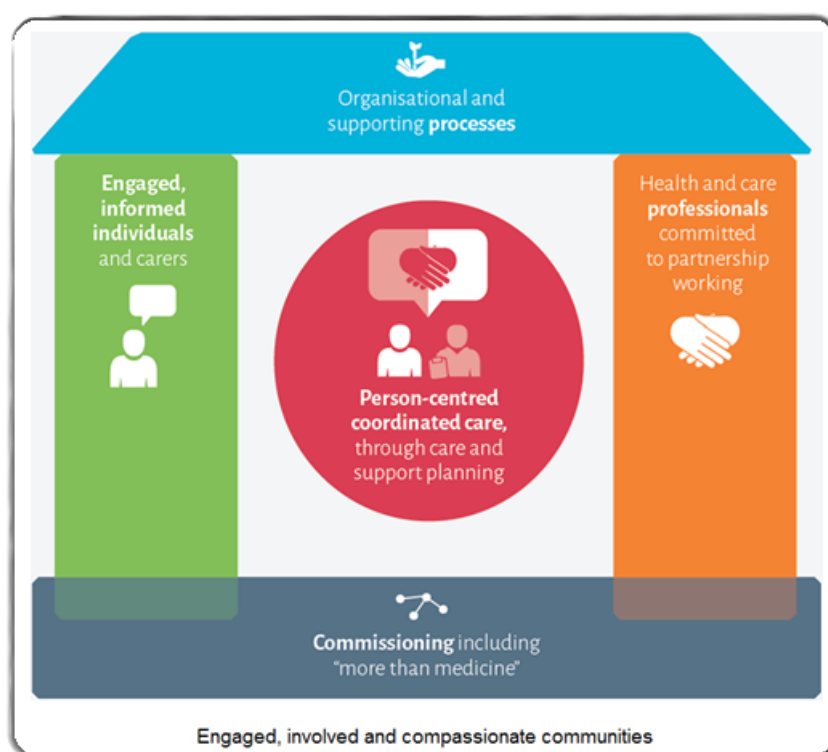 Organisational and
supporting processes
Engaged,
informed
individuals
and carers
Health and care
professionals
committed
to partnership
working
Person-centred
coordinated care,
through care and
support planning
Commissioning including
"more than medicine"
Engaged, involved and compassionate communities